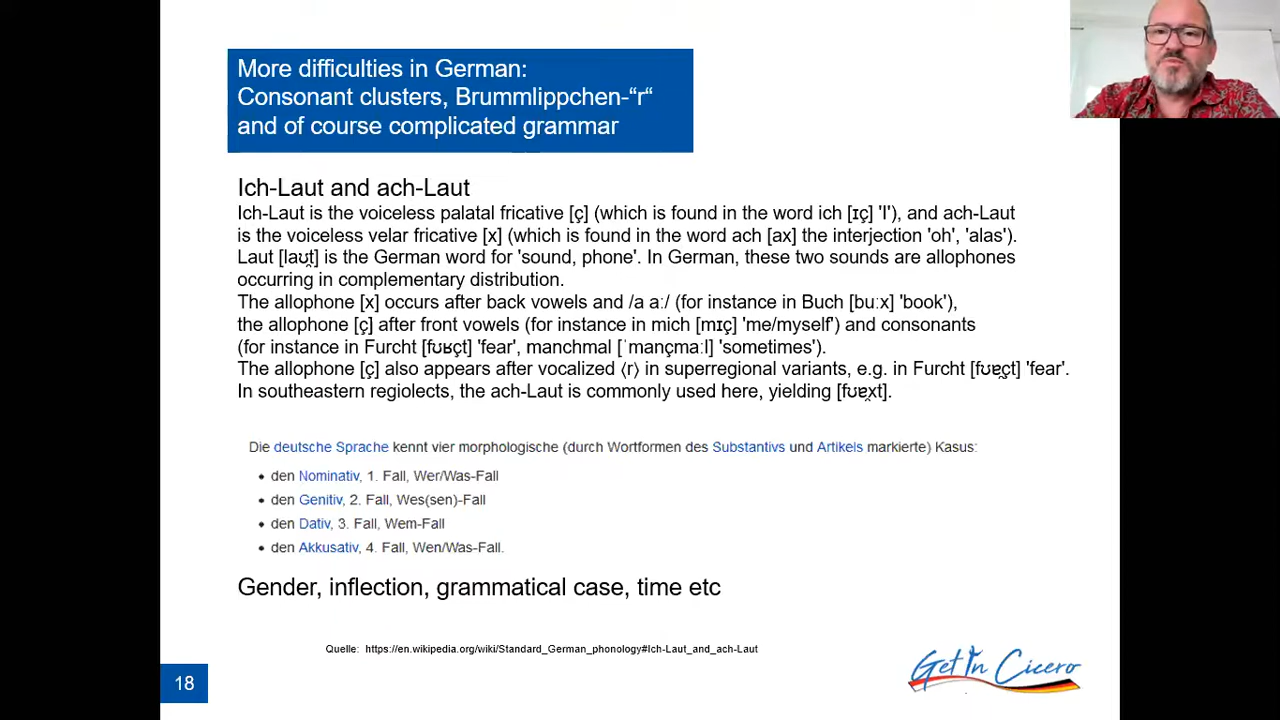 More difficulties in German:
Consonant clusters, Brummlippchen-“r“
and of course complicated grammar
Ich-Laut and ach-Laut
Ich-Laut is the voiceless palatal fricative [ç] (which is found in the word ich [ɪç] 'I'), and ach-Laut
is the voiceless velar fricative [x] (which is found in the word ach [ax] the interjection 'oh', 'alas').
Laut [laʊ̯t] is the German word for 'sound, phone'. In German, these two sounds are allophones
occurring in complementary distribution.
The allophone [x] occurs after back vowels and /a aː/ (for instance in Buch [buːx] 'book'),
the allophone [ç] after front vowels (for instance in mich [mɪç] 'me/myself') and consonants
(for instance in Furcht [fʊʁçt] 'fear', manchmal [ˈmançmaːl] 'sometimes').
The allophone [ç] also appears after vocalized ⟨r⟩ in superregional variants, e.g. in Furcht [fʊɐ̯çt] 'fear'.
In southeastern regiolects, the ach-Laut is commonly used here, yielding [fʊɐ̯xt].
Die deutsche Sprache kennt vier morphologische (durch Wortformen des Substantivs und Artikels markierte) Kasus:
• den Nominativ, 1. Fall, Wer/Was-Fall
• den Genitiv, 2. Fall, Wes(sen)-Fall
• den Dativ, 3. Fall, Wem-Fall
• den Akkusativ, 4. Fall, Wen/Was-Fall.
Gender, inflection, grammatical case, time etc
Quelle: https://en.wikipedia.org/wiki/Standard_German_phonology#Ich-Laut_and_ach-Laut
18
Get In Cicero